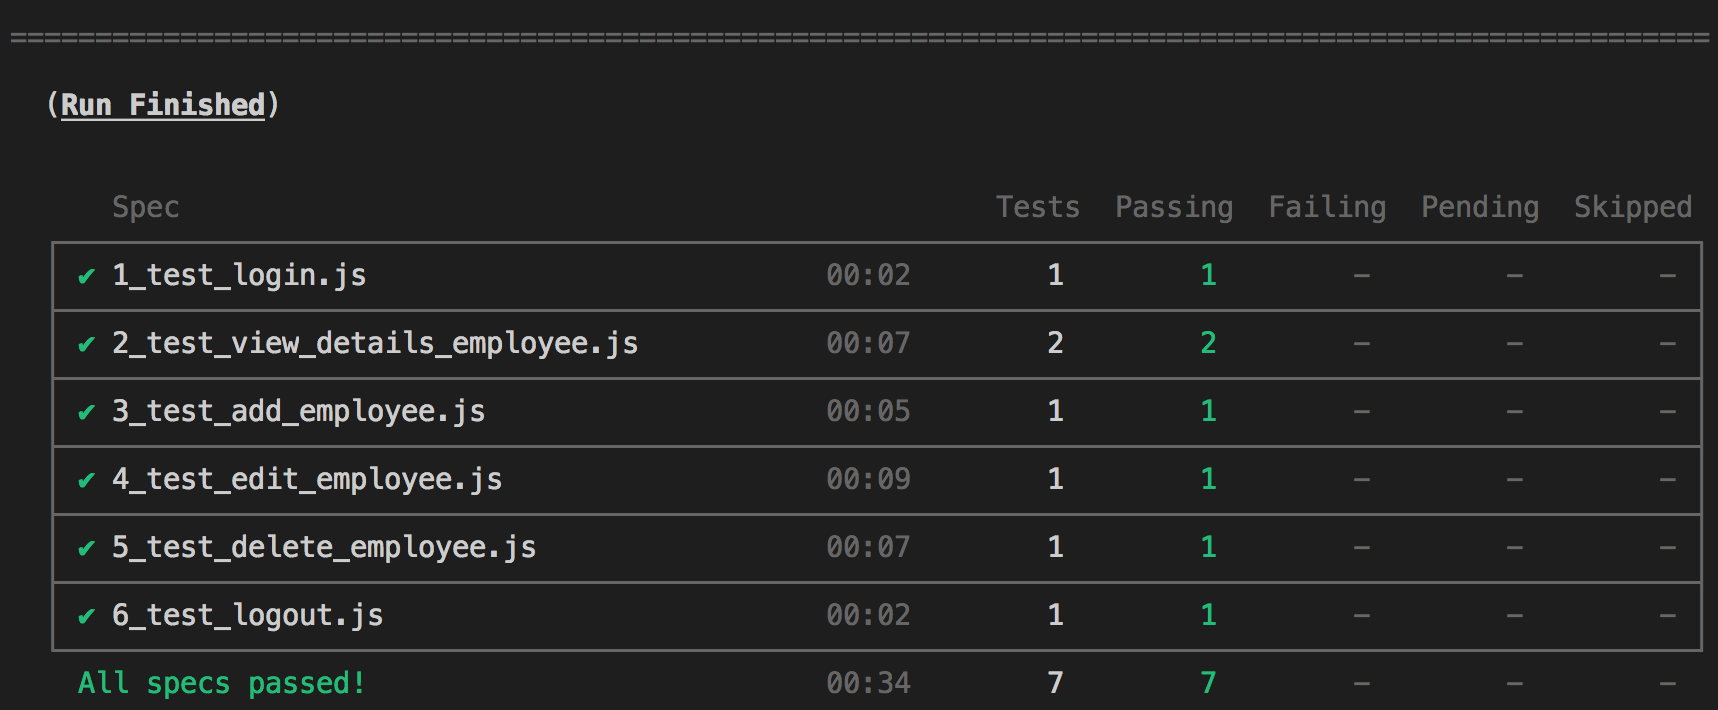 ====================================================================================================
(Run Finished)
Spec Tests Passing Failing Pending Skipped
✔ 1_test_login.js 00:02 1 1 - - -
✔ 2_test_view_details_employee.js 00:07 2 2 - - -
✔ 3_test_add_employee.js 00:05 1 1 - - -
✔ 4_test_edit_employee.js 00:09 1 1 - - -
✔ 5_test_delete_employee.js 00:07 1 1 - - -
✔ 6_test_logout.js 00:02 1 1 - - -
All specs passed! 00:34 7 7 - - -